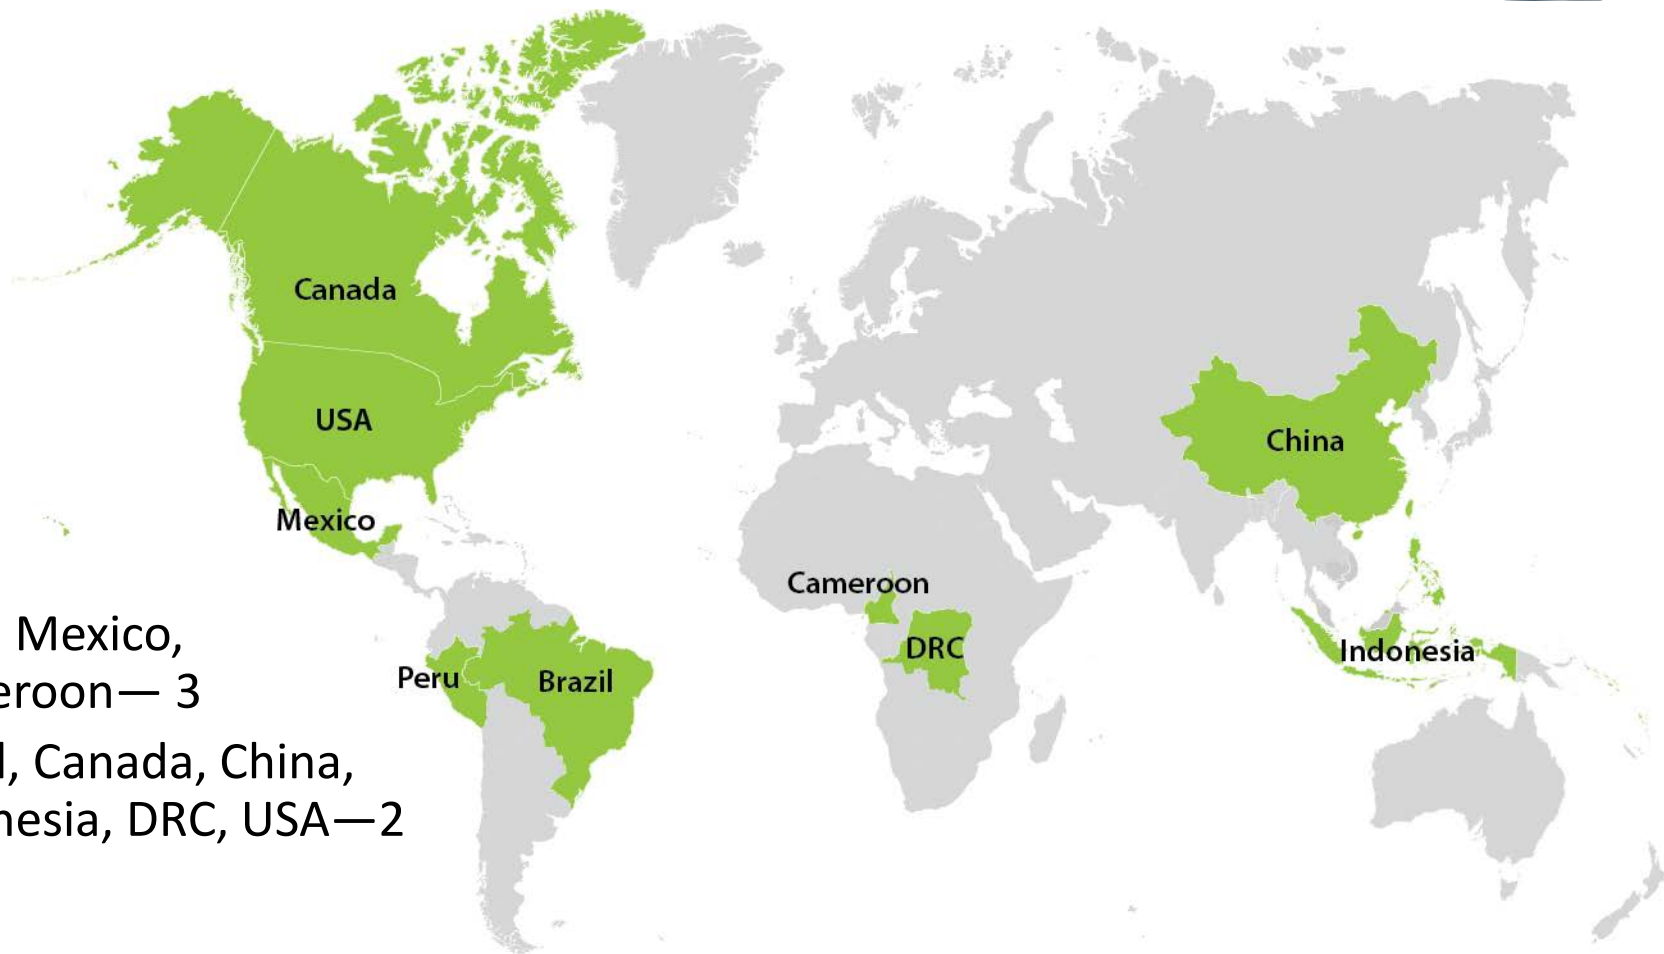 Canada
USA
China
Mexico
Cameroon
DRC
Indonesia
Peru
Brazil
Mexico,
eroon— 3
l, Canada, China,
nesia, DRC, USA—2